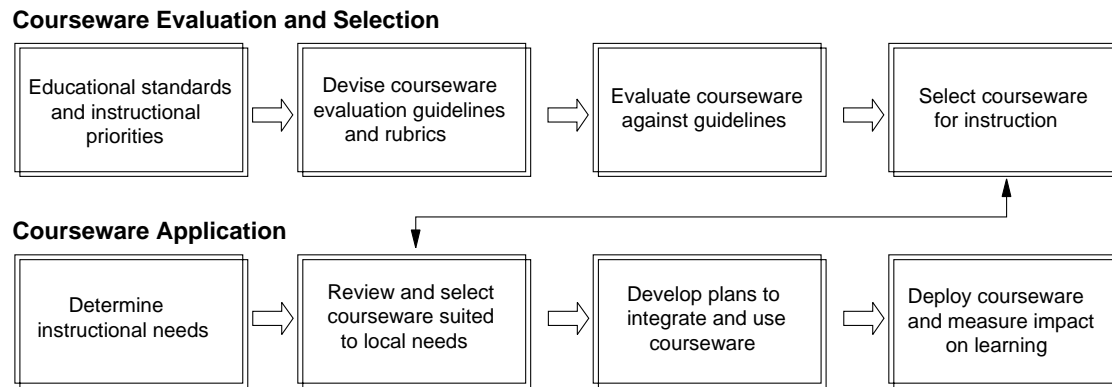 Courseware Evaluation and Selection
Educational standards
and instructional
priorities
Devise courseware
evaluation guidelines
and rubrics
Evaluate courseware
against guidelines
Select courseware
for instruction
Courseware Application
Determine
instructional needs
Review and select
courseware suited
to local needs
Develop plans to
integrate and use
courseware
Deploy courseware
and measure impact
on learning